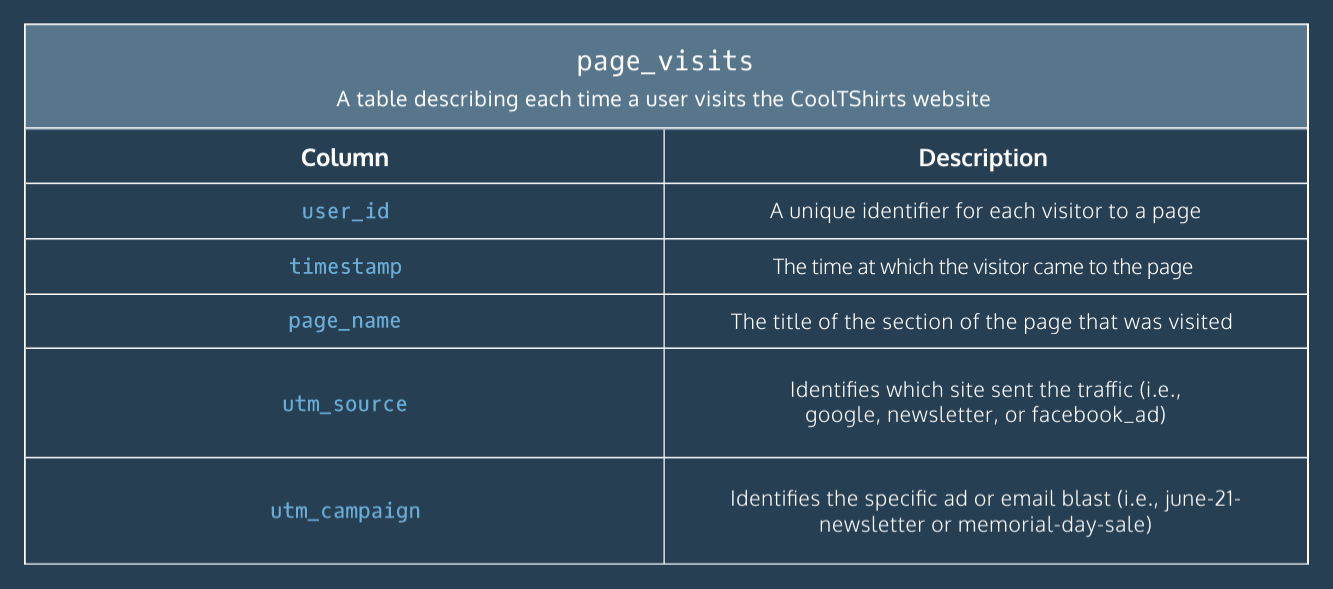 page_visits
A table describing each time a user visits the CoolTShirts website
Column
Description
user_id
A unique identifier for each visitor to a page
timestamp
The time at which the visitor came to the page
page_name
The title of the section of the page that was visited
utm_source
Identifies which site sent the traffic (i.e.,
google, newsletter, or facebook_ad)
utm_campaign
Identifies the specific ad or email blast (i.e., june-21-
newsletter or memorial-day-sale)